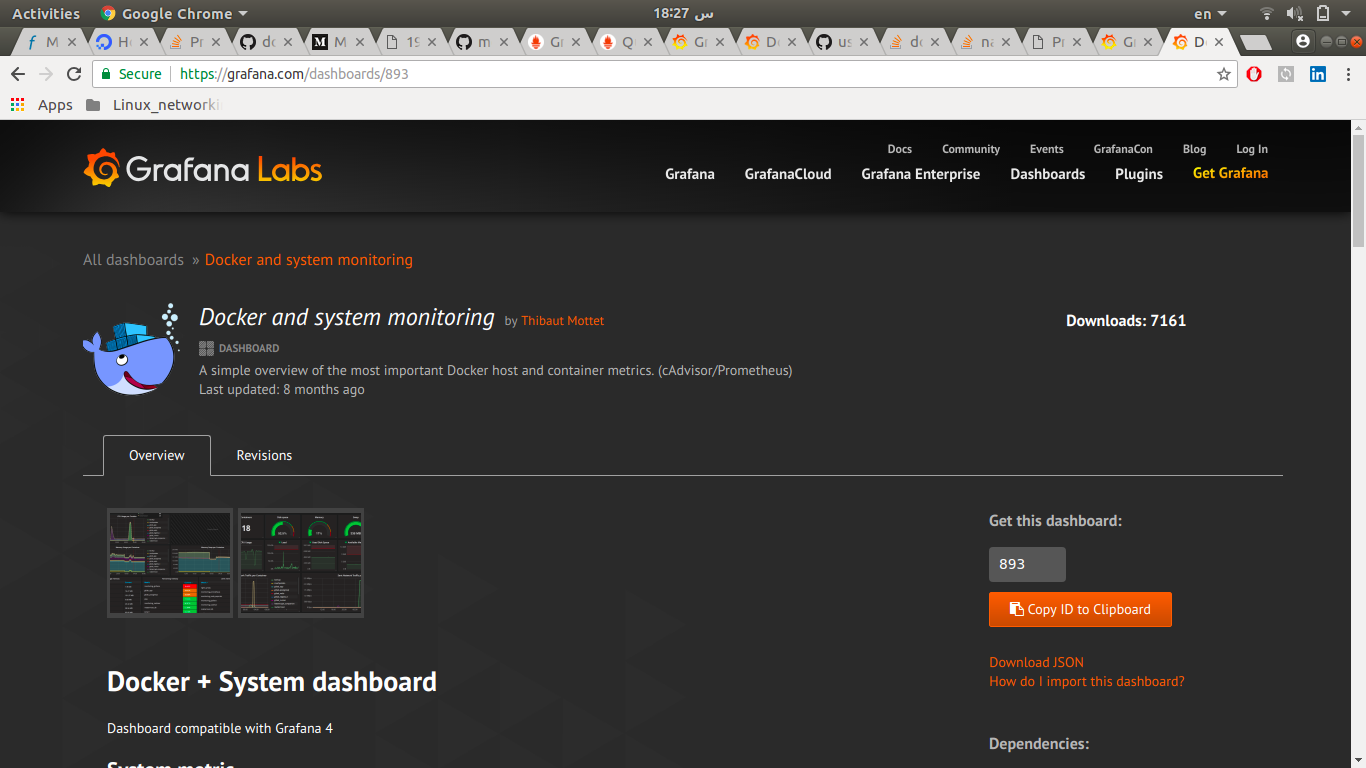 Activities Google Chrome 18:27 س en
M Ho Pr do M M 19 m Gr Q Gr Do us do na Pr Gr D
Secure https://grafana.com/dashboards/893
Apps Linux_networki
Docs Community Events GrafanaCon Blog Log In
Grafana Labs
Grafana GrafanaCloud Grafana Enterprise Dashboards Plugins Get Grafana
All dashboards » Docker and system monitoring
Docker and system monitoring by Thibaut Mottet
Downloads: 7161
DASHBOARD
A simple overview of the most important Docker host and container metrics. (cAdvisor/Prometheus)
Last updated: 8 months ago
Overview Revisions
18
Get this dashboard:
893
Copy ID to Clipboard
Download JSON
How do I import this dashboard?
Docker + System dashboard
Dashboard compatible with Grafana 4
Dependencies:
System metric